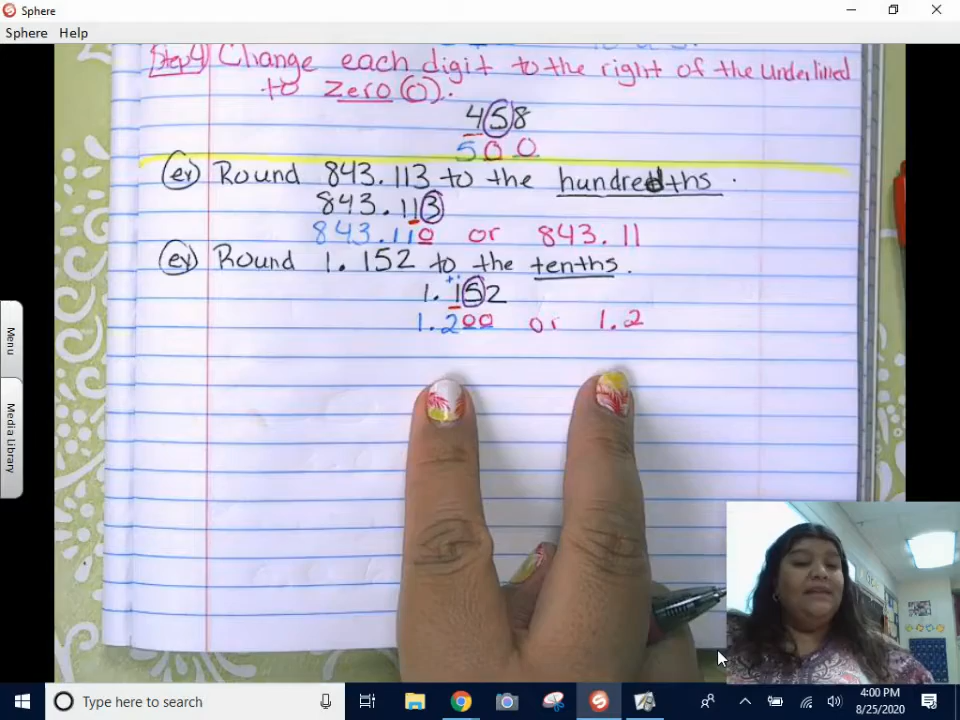 Sphere
Sphere Help
Step 4 Change each digit to the right of the underlined
to zero (0).
458
500
ex Round 843.113 to the hundredths.
843.113
843.110 or 843.11
ex Round 1.152 to the tenths.
+1
1.152
1.200 or 1.2
Menu
Media Library
Type here to search
4:00 PM
8/25/2020